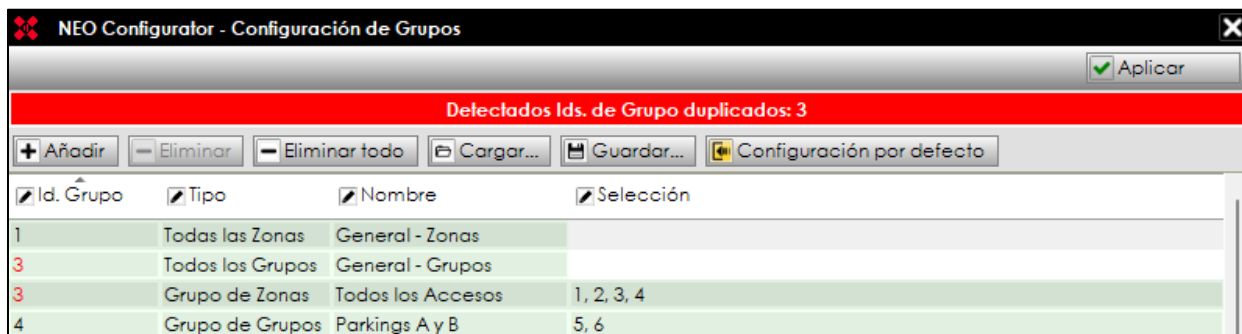 NEO Configurator - Configuración de Grupos
Aplicar
Detectados Ids. de Grupo duplicados: 3
Añadir Eliminar Eliminar todo Cargar... Guardar... Configuración por defecto
Id. Grupo Tipo Nombre Selección
1 Todas las Zonas General - Zonas
3 Todos los Grupos General - Grupos
3 Grupo de Zonas Todos los Accesos 1, 2, 3, 4
4 Grupo de Grupos Parkings A y B 5, 6